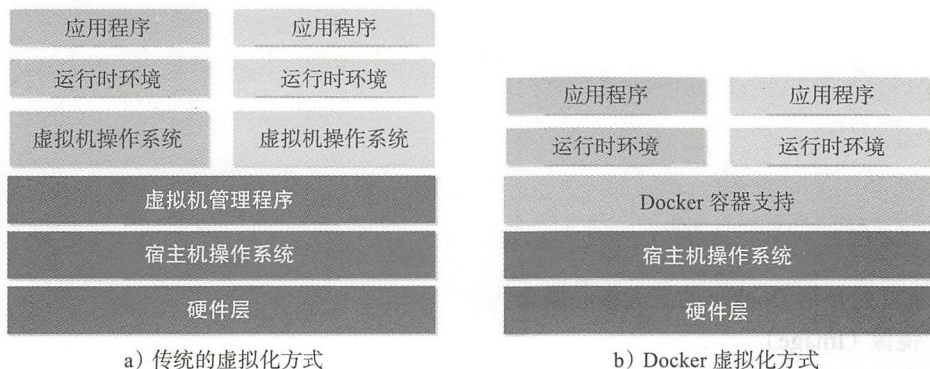 应用程序 应用程序
运行时环境 运行时环境
虚拟机操作系统 虚拟机操作系统
虚拟机管理程序
宿主机操作系统
硬件层
a）传统的虚拟化方式
应用程序 应用程序
运行时环境 运行时环境
Docker 容器支持
宿主机操作系统
硬件层
b）Docker 虚拟化方式